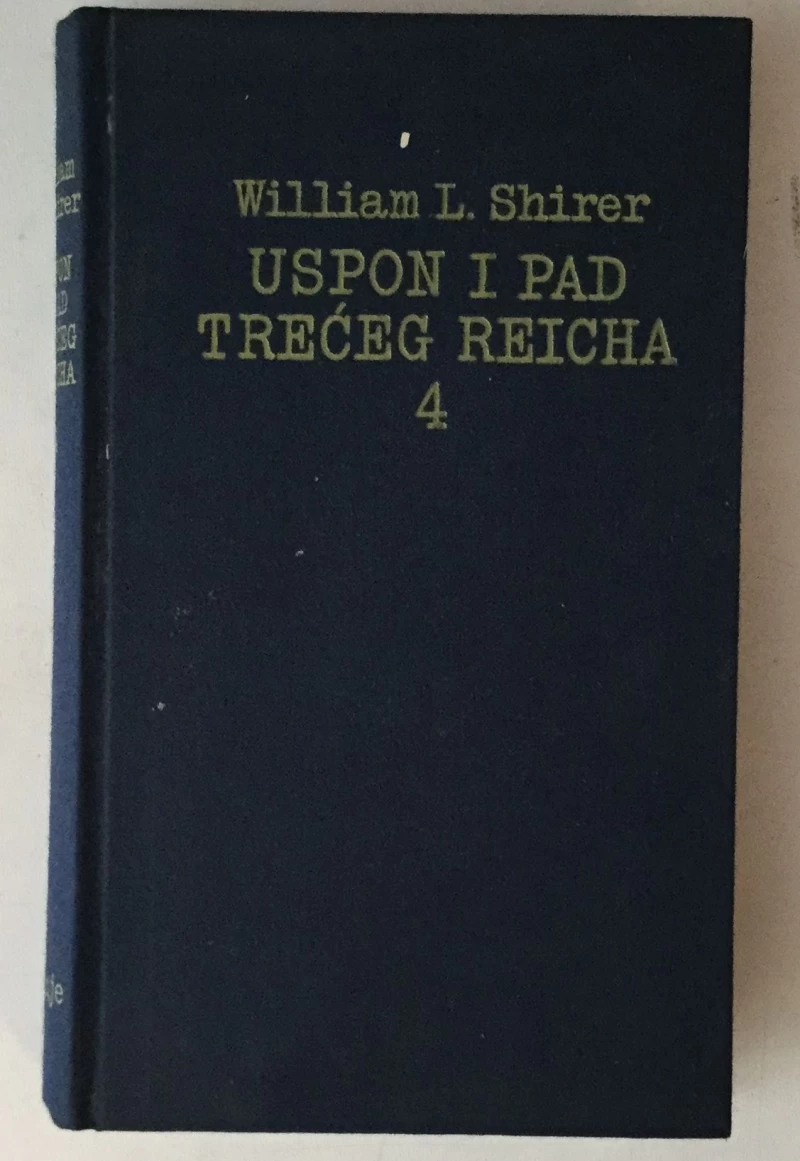 William L. Shirer
USPON I PAD
TREĆEG REICHA
4